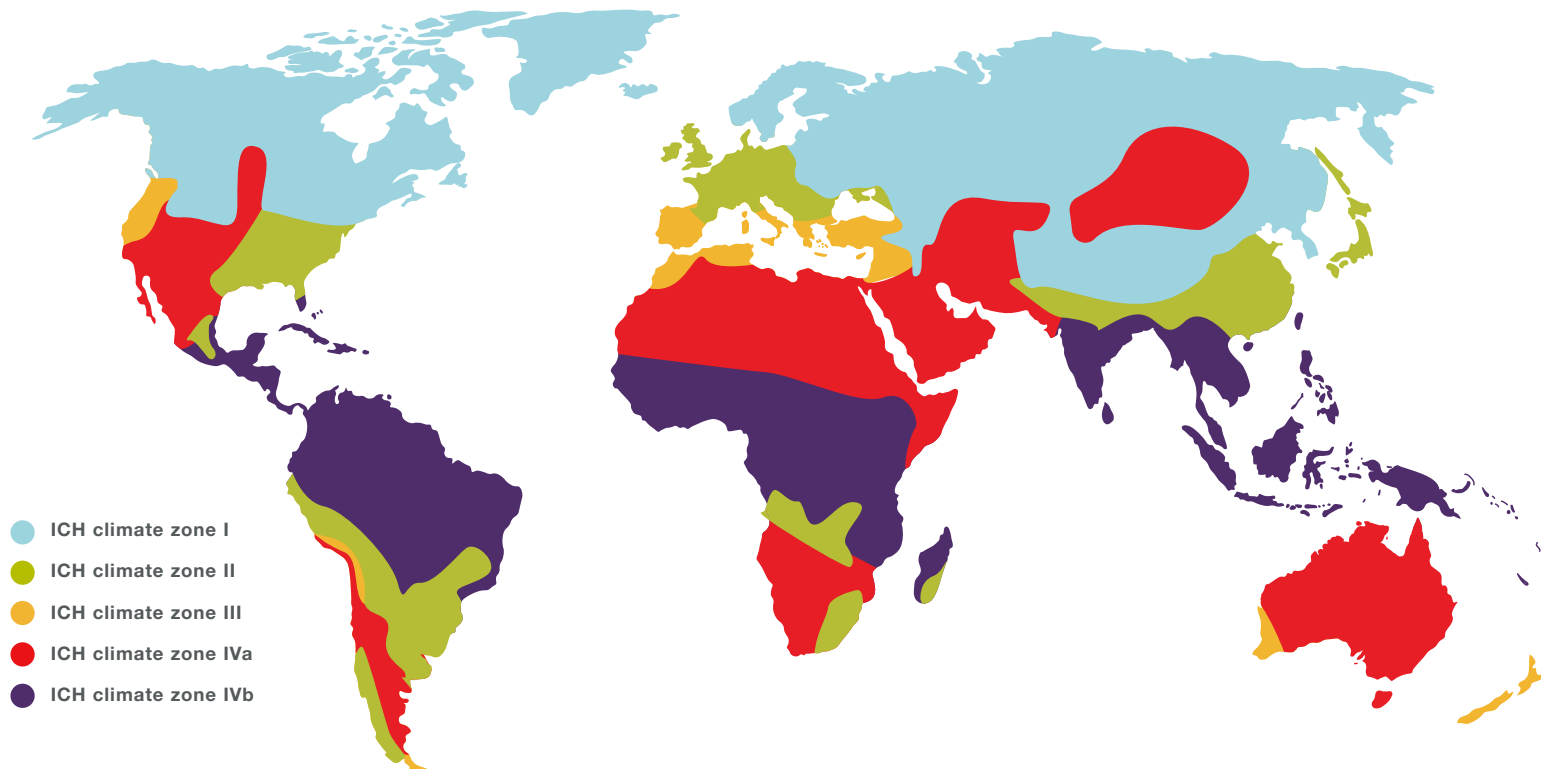 ICH climate zone I
ICH climate zone II
ICH climate zone III
ICH climate zone IVa
ICH climate zone IVb